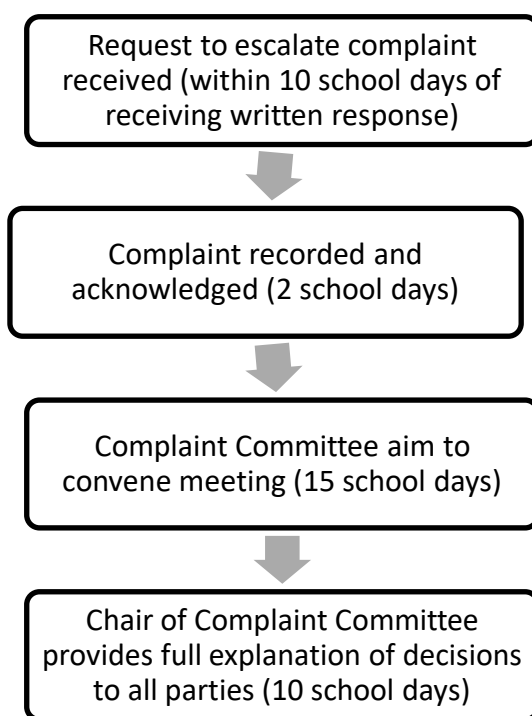 Request to escalate complaint
received (within 10 school days of
receiving written response)
Complaint recorded and
acknowledged (2 school days)
Complaint Committee aim to
convene meeting (15 school days)
Chair of Complaint Committee
provides full explanation of decisions
to all parties (10 school days)